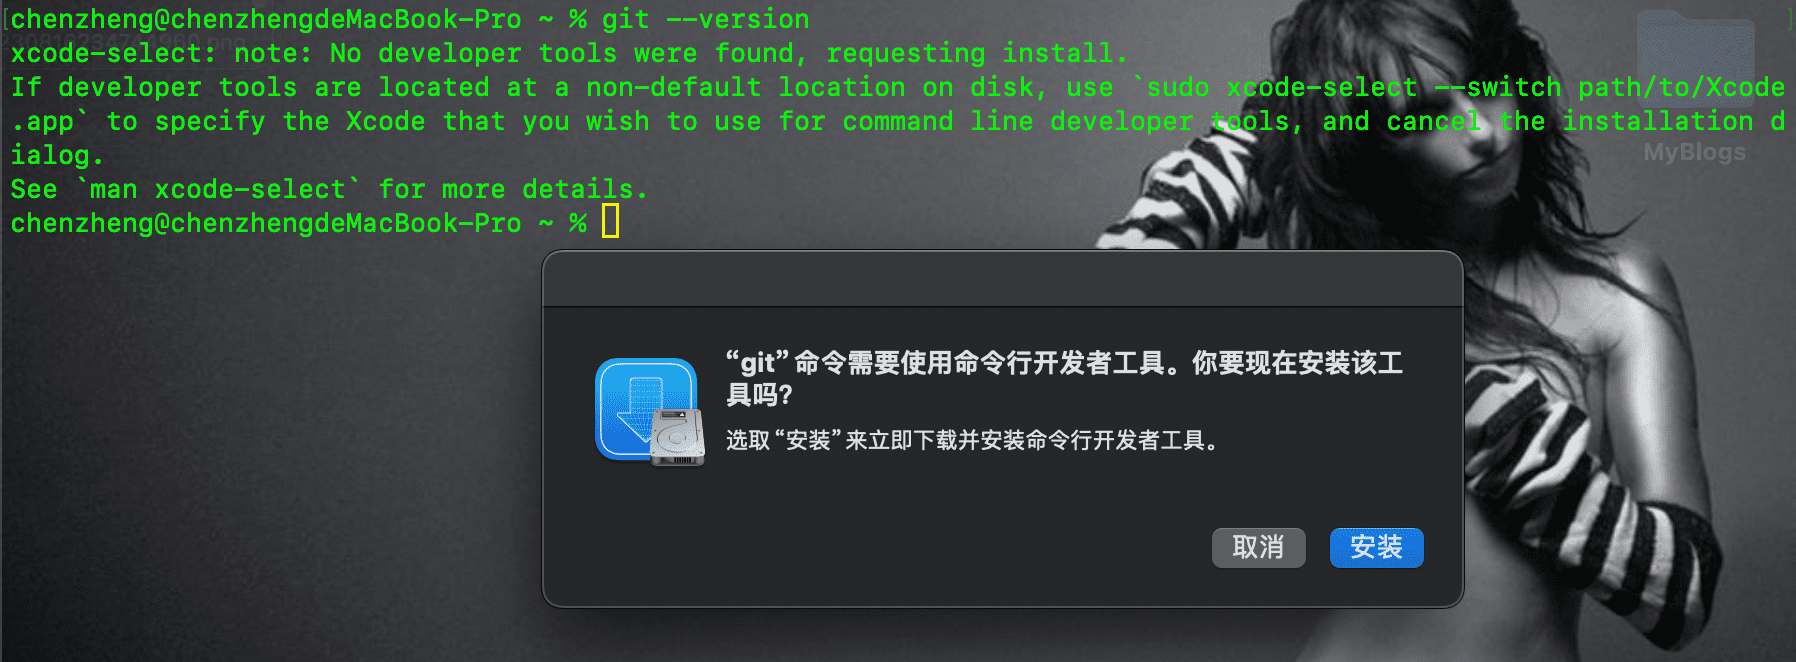 [chenzheng@chenzhengdeMacBook-Pro ~ % git --version ]
xcode-select: note: No developer tools were found, requesting install.
If developer tools are located at a non-default location on disk, use `sudo xcode-select --switch path/to/Xcode
.app` to specify the Xcode that you wish to use for command line developer tools, and cancel the installation d
ialog.
MyBlogs
See `man xcode-select` for more details.
chenzheng@chenzhengdeMacBook-Pro ~ %
“git”命令需要使用命令行开发者工具。你要现在安装该工
具吗？
选取“安装”来立即下载并安装命令行开发者工具。
取消
安装